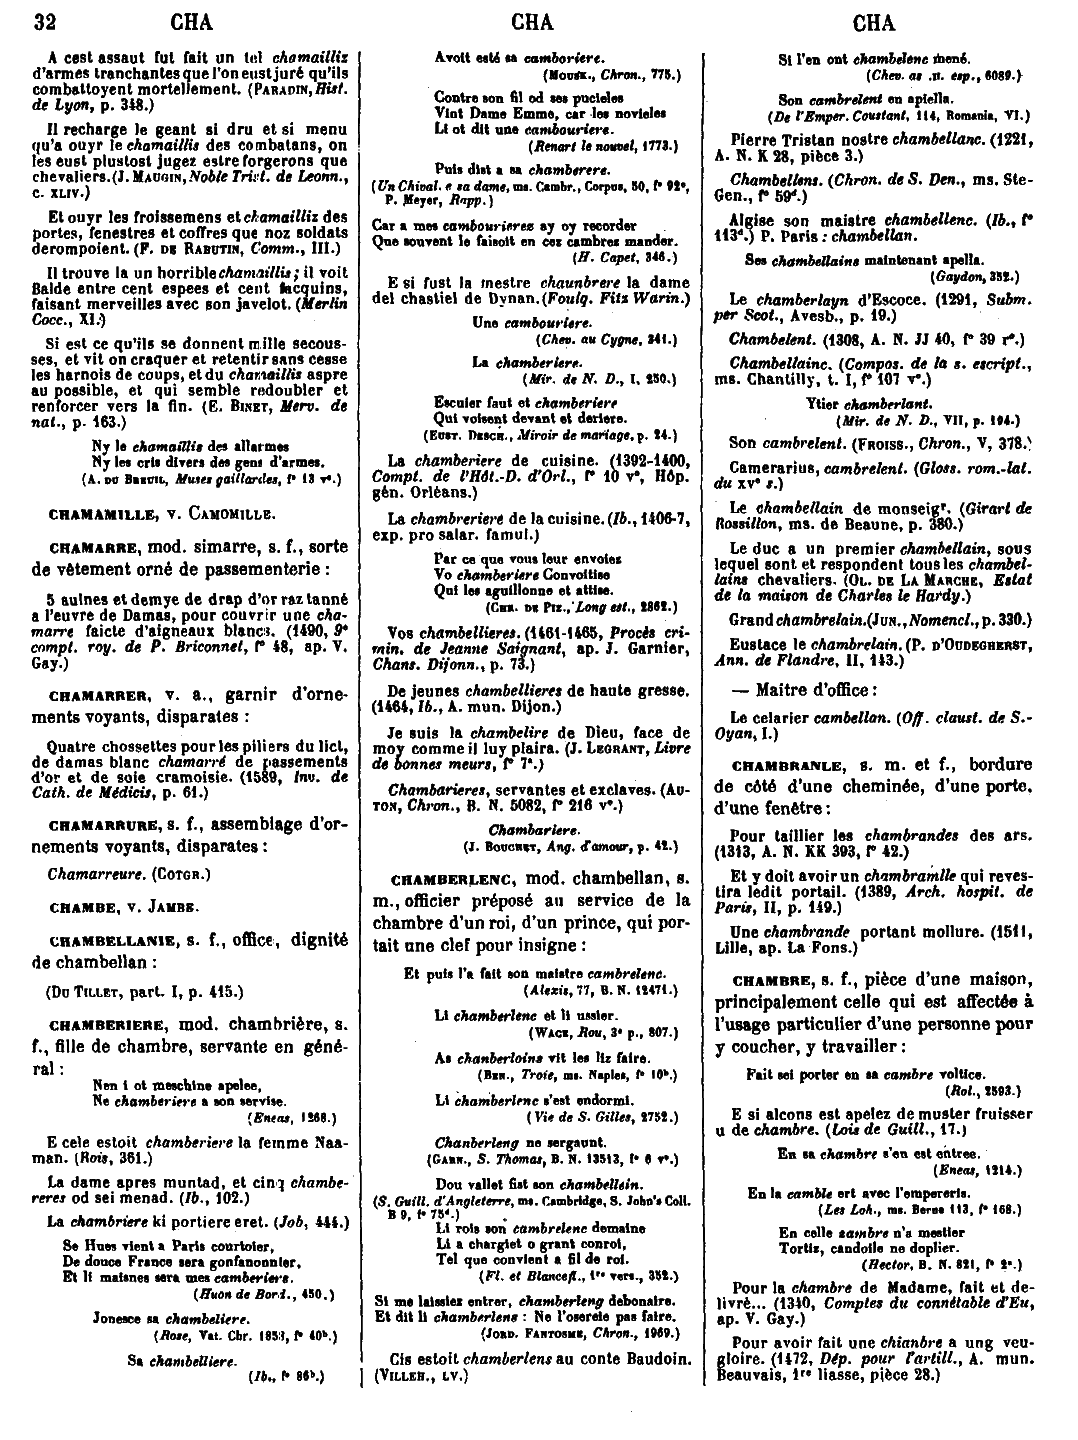 32 CHA CHA CHA
A cest assaut fut fait un tel chamailliz
d'armes tranchantes que l'on eust juré qu'ils
combattoyent mortellement. (PARADIN, Hist.
de Lyon, p. 348.)
Il recharge le geant si dru et si menu
qu'a ouyr le chamaillis des combatans, on
les eust plustost jugez estre forgerons que
chevaliers. (J. MAUGIN, Noble Trist. de Leonn.,
c. XLIV.)
Et ouyr les froissemens et chamailliz des
portes, fenestres et coffres que noz soldats
derompoient. (F. DE RABUTIN, Comm., III.)
Il trouve la un horrible chamaillis ; il voit
Balde entre cent espees et cent facquins,
faisant merveilles avec son javelot. (Merlin
Cocc., XI.)
Si est ce qu'ils se donnent mille secous-
ses, et vit on craquer et retentir sans cesse
les harnois de coups, et du chamaillis aspre
au possible, et qui semble redoubler et
renforcer vers la fin. (E. BINET, Merv. de
nat., p. 163.)
Ny le chamaillis des allarmes
Ny les cris divers des gens d'armes.
(A. DU BREUIL, Muses gaillardes, f° 13 v°.)
CHAMAMILLE, v. CAMOMILLE.
CHAMARRE, mod. simarre, s. f., sorte
de vêtement orné de passementerie :
5 aulnes et demye de drap d'or raz tanné
a l'euvre de Damas, pour couvrir une cha-
marre faicte d'aigneaux blancs. (1490, 9e
compt. roy. de P. Briconnet, f° 48, ap. V.
Gay.)
CHAMARRER, v. a., garnir d'orne-
ments voyants, disparates :
Quatre chossettes pour les piliers du lict,
de damas blanc chamarré de passements
d'or et de soie cramoisie. (1589, Inv. de
Cath. de Médicis, p. 61.)
CHAMARRURE, s. f., assemblage d'or-
nements voyants, disparates :
Chamarreure. (COTGR.)
CHAMBE, v. JAMBE.
CHAMBELLANIE, s. f., office, dignité
de chambellan :
(DU TILLET, part. I, p. 415.)
CHAMBERIERE, mod. chambrière, s.
f., fille de chambre, servante en géné-
ral :
Nen i ot meschine apelee,
Ne chamberiere a son servise.
(Eneas, 1268.)
E cele estoit chamberiere la femme Naa-
man. (Rois, 361.)
La dame apres muntad, et cinq chambe-
reres od sei menad. (Ib., 102.)
La chambriere ki portiere eret. (Job, 444.)
Se Hues vient a Paris courtoier,
De douce France sera gonfanonnier,
Et li maisnes sera mes camberiers.
(Huon de Bord., 450.)
Jonesce sa chambeliere.
(Rose, Vat. Chr. 1858, f° 40b.)
Sa chambelliere.
(Ib., f° 86b.)
Avoit esté sa camboriere.
(MOUSK., Chron., 775.)
Contre son fil od ses puceles
Vint Dame Emme, car les noveles
Li ot dit une cambouriere.
(Renart le nouvel, 1773.)
Puis dist a sa chamberere.
(Un Chival. e sa dame, ms. Cambr., Corpus, 50, f° 92e,
P. Meyer, Rapp.)
Car a mes cambourieres ay oy recorder
Que souvent le faisoit en ces cambres mander.
(H. Capet, 346.)
E si fust la mestre chaunbrere la dame
del chastiel de Dynan. (Foulq. Fitz Warin.)
Une cambouriere.
(Chev. au Cygne, 241.)
La chamberiere.
(Mir. de N. D., I, 250.)
Escuier faut et chamberiere
Qui voisent devant et deriere.
(EUST. DESCH., Miroir de mariage, p. 24.)
La chamberiere de cuisine. (1392-1400,
Compt. de l'Hôt.-D. d'Orl., f° 10 v°, Hôp.
gén. Orléans.)
La chambreriere de la cuisine. (Ib., 1406-7,
exp. pro salar. famul.)
Par ce que vous leur envoiez
Vo chamberiere Convoitise
Qui les aguillonne et attise.
(CHR. DE PIZ., Long est., 2862.)
Vos chambellieres. (1461-1465, Procès cri-
min. de Jeanne Saignant, ap. J. Garnier,
Chans. Dijonn., p. 73.)
De jeunes chambellieres de haute gresse.
(1464, Ib., A. mun. Dijon.)
Je suis la chambelire de Dieu, face de
moy comme il luy plaira. (J. LEGRANT, Livre
de bonnes meurs, f° 7a.)
Chambarieres, servantes et exclaves. (AU-
TON, Chron., B. N. 5082, f° 216 v°.)
Chambariere.
(J. BOUCHET, Ang. d'amour, p. 42.)
CHAMBERLENC, mod. chambellan, s.
m., officier préposé au service de la
chambre d'un roi, d'un prince, qui por-
tait une clef pour insigne :
Et puis l'a fait son maistre cambrelenc.
(Alexis, 77, B. N. 12471.)
Li chamberlenc et li ussier.
(WACE, Rou, 3e p., 807.)
As chanberloins vit les liz faire.
(BEN., Troie, ms. Naples, f° 10b.)
Li chamberlenc s'est endormi.
(Vie de S. Gilles, 2752.)
Chanberleng ne sergaunt.
(GARN., S. Thomas, B. N. 13513, f° 6 v°.)
Dou vallet fist son chambellein.
(S. Guill. d'Angleterre, ms. Cambridge, S. John's Coll.
B 9, f° 75d.)
Li rois son cambrelenc demaine
Li a chargiet o grant conroi,
Tel que convient a fil de roi.
(Fl. et Blancefl., 1re vers., 352.)
Si me laissiez entrer, chamberleng debonaire.
Et dit li chamberlens : Ne l'osereie pas faire.
(JORD. FANTOSME, Chron., 1969.)
Cis estoit chamberlens au conte Baudoin.
(VILLEH., LV.)
Si l'en ont chambelenc mené.
(Chev. as .II. esp., 6089.)
Son cambrelent en apiella.
(De l'Emper. Coustant, 114, Romania, VI.)
Pierre Tristan nostre chambellanc. (1221,
A. N. K 28, pièce 3.)
Chambellens. (Chron. de S. Den., ms. Ste-
Gen., f° 59d.)
Algise son maistre chambellenc. (Ib., f°
113d.) P. Paris : chambellan.
Ses chambellains maintenant apella.
(Gaydon, 352.)
Le chamberlayn d'Escoce. (1291, Subm.
per Scot., Avesb., p. 19.)
Chambelent. (1308, A. N. JJ 40, f° 39 r°.)
Chambellainc. (Compos. de la s. escript.,
ms. Chantilly, t. I, f° 107 v°.)
Ytier chamberlant.
(Mir. de N. D., VII, p. 194.)
Son cambrelent. (FROISS., Chron., V, 378.)
Camerarius, cambrelent. (Gloss. rom.-lat.
du XVe s.)
Le chambellain de monseigr. (Girart de
Rossillon, ms. de Beaune, p. 380.)
Le duc a un premier chambellain, sous
lequel sont et respondent tous les chambel-
lains chevaliers. (OL. DE LA MARCHE, Estat
de la maison de Charles le Hardy.)
Grand chambrelain. (JUN., Nomencl., p. 330.)
Eustace le chambrelain. (P. D'OUDEGHERST,
Ann. de Flandre, II, 143.)
— Maitre d'office :
Le celarier cambellan. (Off. claust. de S.-
Oyan, I.)
CHAMBRANLE, s. m. et f., bordure
de côté d'une cheminée, d'une porte,
d'une fenêtre :
Pour taillier les chambrandes des ars.
(1313, A. N. KK 393, f° 42.)
Et y doit avoir un chambramlle qui reves-
tira ledit portail. (1389, Arch. hospit. de
Paris, II, p. 149.)
Une chambrande portant mollure. (1511,
Lille, ap. La Fons.)
CHAMBRE, s. f., pièce d'une maison,
principalement celle qui est affectée à
l'usage particulier d'une personne pour
y coucher, y travailler :
Fait sei porter en sa cambre voltice.
(Rol., 2593.)
E si alcons est apelez de muster fruisser
u de chambre. (Lois de Guill., 17.)
En sa chambre s'en est entree.
(Eneas, 1214.)
En la camble ert avec l'empereris.
(Les Loh., ms. Berne 113, f° 168.)
En celle zambre n'a mestier
Tortiz, candoile ne doplier.
(Hector, B. N. 821, f° 2c.)
Pour la chambre de Madame, fait et de-
livré... (1340, Comptes du connétable d'Eu,
ap. V. Gay.)
Pour avoir fait une chianbre a ung veu-
gloire. (1472, Dép. pour l'artill., A. mun.
Beauvais, 1re liasse, pièce 28.)